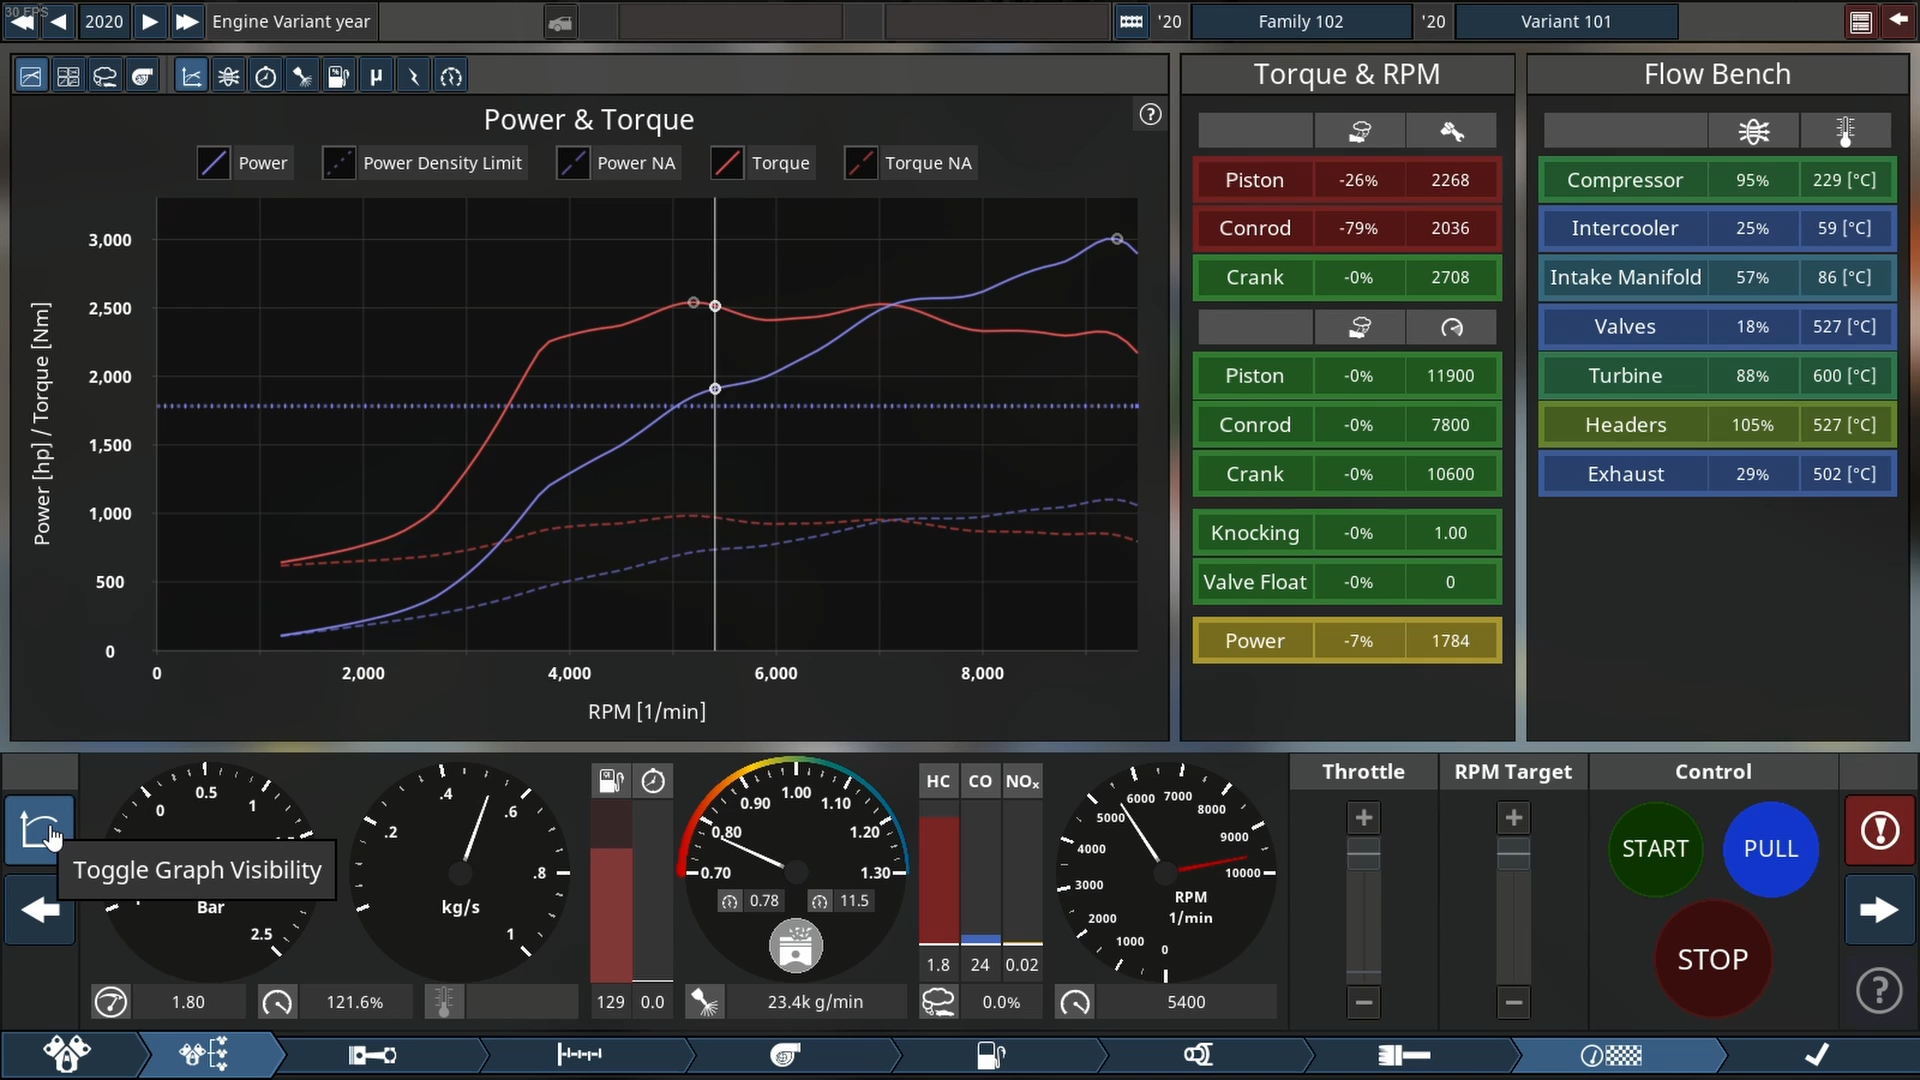 30 FPS
2020
Engine Variant year
'20
Family 102
'20
Variant 101
Power & Torque
?
Power
Power Density Limit
Power NA
Torque
Torque NA
Power [hp] / Torque [Nm]
3,000
2,500
2,000
1,500
1,000
500
0
0
2,000
4,000
6,000
8,000
RPM [1/min]
Torque & RPM
Piston -26% 2268
Conrod -79% 2036
Crank -0% 2708
Piston -0% 11900
Conrod -0% 7800
Crank -0% 10600
Knocking -0% 1.00
Valve Float -0% 0
Power -7% 1784
Flow Bench
Compressor 95% 229 [°C]
Intercooler 25% 59 [°C]
Intake Manifold 57% 86 [°C]
Valves 18% 527 [°C]
Turbine 88% 600 [°C]
Headers 105% 527 [°C]
Exhaust 29% 502 [°C]
Toggle Graph Visibility
0
0.5
1
2.5
Bar
1.80
121.6%
.2
.4
.6
.8
1
kg/s
129
0.0
0.70
0.80
0.90
1.00
1.10
1.20
1.30
0.78
11.5
23.4k g/min
HC
CO
NOx
1.8
24
0.02
0.0%
0
1000
2000
3000
4000
5000
6000
7000
8000
9000
10000
RPM
1/min
5400
Throttle
+
−
RPM Target
+
−
Control
START
PULL
STOP
?